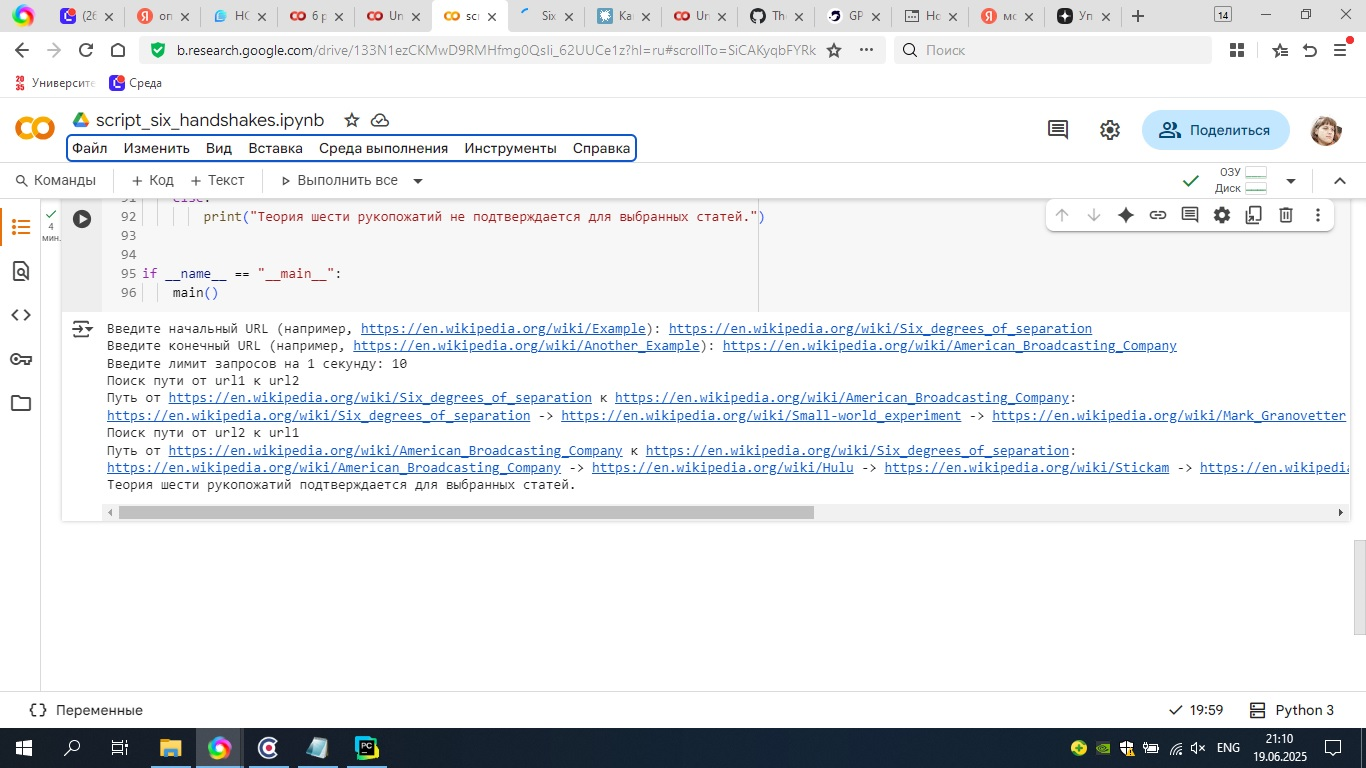 (26
оп
НС
6 р
Un
scr
Six
Ка
Un
Th
GP
Но
мо
Уп
14
b.research.google.com/drive/133N1ezCKMwD9RMHfmg0Qsli_62UUCe1z?hl=ru#scrollTo=SiCAKyqbFYRk
Поиск
2035 Университе
Среда
script_six_handshakes.ipynb
Файл Изменить Вид Вставка Среда выполнения Инструменты Справка
Поделиться
Команды + Код + Текст Выполнить все
ОЗУ
Диск
4 мин.
91 else:
92 print("Теория шести рукопожатий не подтверждается для выбранных статей.")
93
94
95 if __name__ == "__main__":
96 main()
Введите начальный URL (например, https://en.wikipedia.org/wiki/Example): https://en.wikipedia.org/wiki/Six_degrees_of_separation
Введите конечный URL (например, https://en.wikipedia.org/wiki/Another_Example): https://en.wikipedia.org/wiki/American_Broadcasting_Company
Введите лимит запросов на 1 секунду: 10
Поиск пути от url1 к url2
Путь от https://en.wikipedia.org/wiki/Six_degrees_of_separation к https://en.wikipedia.org/wiki/American_Broadcasting_Company:
https://en.wikipedia.org/wiki/Six_degrees_of_separation -> https://en.wikipedia.org/wiki/Small-world_experiment -> https://en.wikipedia.org/wiki/Mark_Granovetter
Поиск пути от url2 к url1
Путь от https://en.wikipedia.org/wiki/American_Broadcasting_Company к https://en.wikipedia.org/wiki/Six_degrees_of_separation:
https://en.wikipedia.org/wiki/American_Broadcasting_Company -> https://en.wikipedia.org/wiki/Hulu -> https://en.wikipedia.org/wiki/Stickam -> https://en.wikipedia
Теория шести рукопожатий подтверждается для выбранных статей.
Переменные
19:59 Python 3
ENG
21:10
19.06.2025